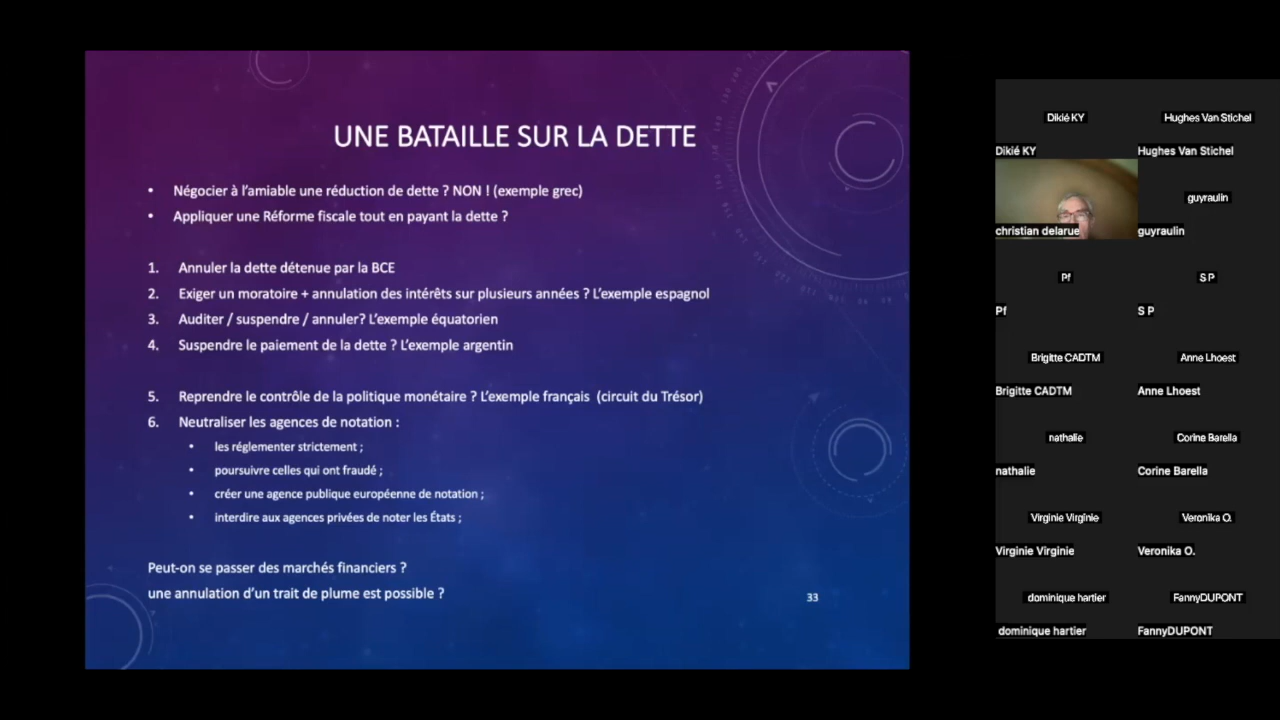 UNE BATAILLE SUR LA DETTE
• Négocier à l'amiable une réduction de dette ? NON ! (exemple grec)
• Appliquer une Réforme fiscale tout en payant la dette ?
1. Annuler la dette détenue par la BCE
2. Exiger un moratoire + annulation des intérêts sur plusieurs années ? L'exemple espagnol
3. Auditer / suspendre / annuler? L'exemple équatorien
4. Suspendre le paiement de la dette ? L'exemple argentin
5. Reprendre le contrôle de la politique monétaire ? L'exemple français (circuit du Trésor)
6. Neutraliser les agences de notation :
• les réglementer strictement ;
• poursuivre celles qui ont fraudé ;
• créer une agence publique européenne de notation ;
• interdire aux agences privées de noter les États ;
Peut-on se passer des marchés financiers ?
une annulation d'un trait de plume est possible ?
33
Dikié KY
Hughes Van Stichel
Dikié KY
Hughes Van Stichel
guyraulin
christian delarue
guyraulin
Pf
S P
Pf
S P
Brigitte CADTM
Anne Lhoest
Brigitte CADTM
Anne Lhoest
nathalie
Corine Barella
nathalie
Corine Barella
Virginie Virginie
Veronika O.
Virginie Virginie
Veronika O.
dominique hartier
FannyDUPONT
dominique hartier
FannyDUPONT